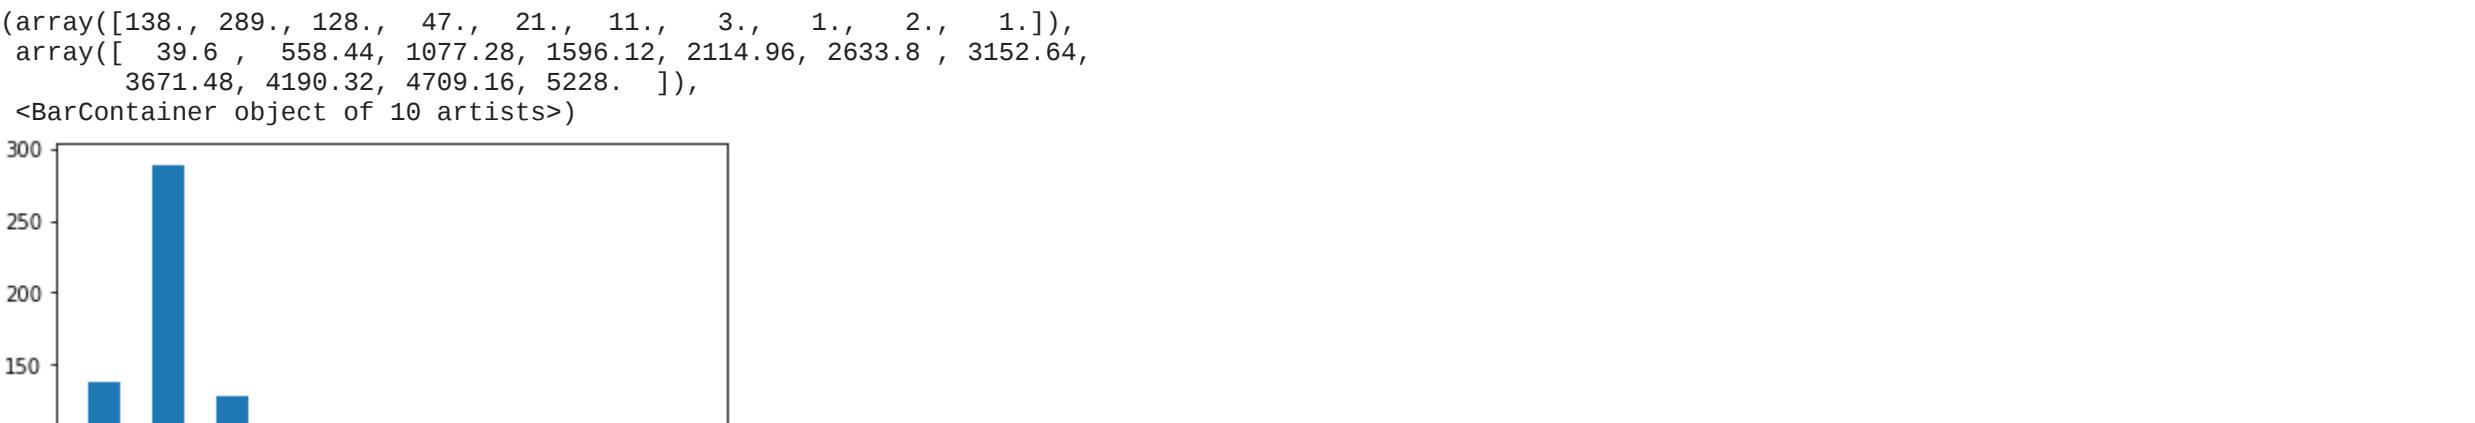 (array([138., 289., 128.,  47.,  21.,  11.,   3.,   1.,   2.,   1.]),
 array([  39.6 ,  558.44, 1077.28, 1596.12, 2114.96, 2633.8 , 3152.64,
        3671.48, 4190.32, 4709.16, 5228.  ]),
 <BarContainer object of 10 artists>)
300
250
200
150